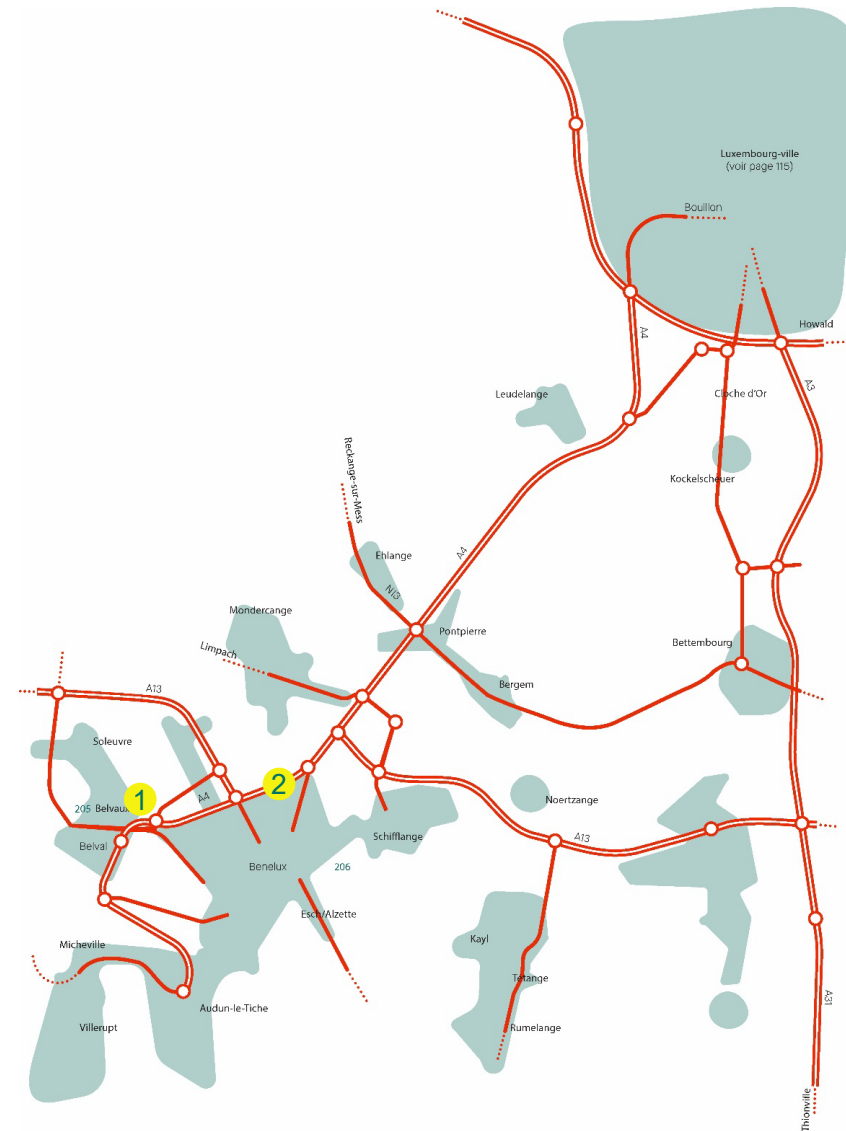 Luxembourg-ville
(voir page 115)
Bouillon
Howald
A4
A3
Cloche d'Or
Leudelange
Kockelscheuer
Reckange-sur-Mess
Ehlange
A4
N13
Mondercange
Pontpierre
Limpach
Bettembourg
Bergem
A13
Soleuvre
2
1
205 Belvaux
A4
Noertzange
Schifflange
A13
Belval
Benelux
206
Esch/Alzette
Kayl
Micheville
Tétange
A31
Audun-le-Tiche
Villerupt
Rumelange
Thionville